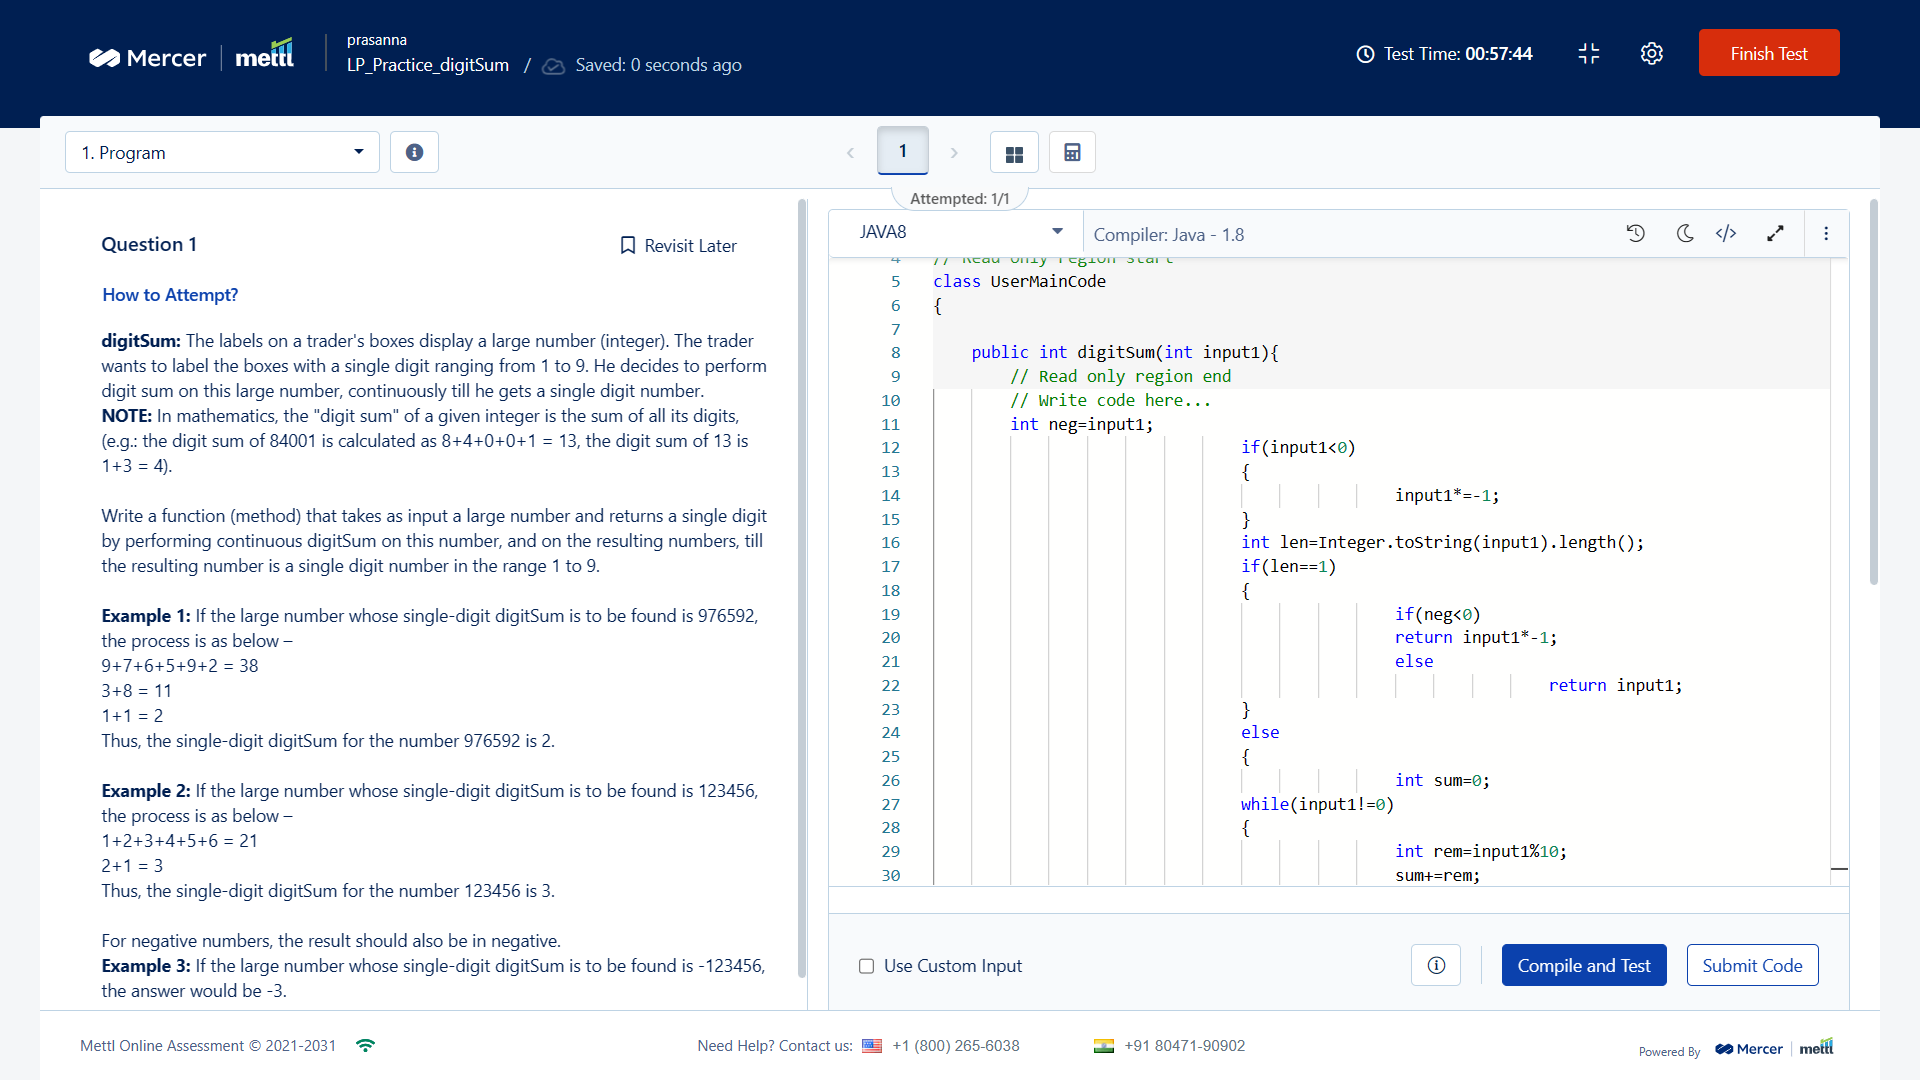 Mercer | mettl
prasanna
LP_Practice_digitSum / Saved: 0 seconds ago
Test Time: 00:57:44
Finish Test
1. Program
1
Attempted: 1/1
Question 1
Revisit Later
How to Attempt?
digitSum: The labels on a trader's boxes display a large number (integer). The trader
wants to label the boxes with a single digit ranging from 1 to 9. He decides to perform
digit sum on this large number, continuously till he gets a single digit number.
NOTE: In mathematics, the "digit sum" of a given integer is the sum of all its digits,
(e.g.: the digit sum of 84001 is calculated as 8+4+0+0+1 = 13, the digit sum of 13 is
1+3 = 4).
Write a function (method) that takes as input a large number and returns a single digit
by performing continuous digitSum on this number, and on the resulting numbers, till
the resulting number is a single digit number in the range 1 to 9.
Example 1: If the large number whose single-digit digitSum is to be found is 976592,
the process is as below –
9+7+6+5+9+2 = 38
3+8 = 11
1+1 = 2
Thus, the single-digit digitSum for the number 976592 is 2.
Example 2: If the large number whose single-digit digitSum is to be found is 123456,
the process is as below –
1+2+3+4+5+6 = 21
2+1 = 3
Thus, the single-digit digitSum for the number 123456 is 3.
For negative numbers, the result should also be in negative.
Example 3: If the large number whose single-digit digitSum is to be found is -123456,
the answer would be -3.
JAVA8
Compiler: Java - 1.8
4 // Read only region start
5 class UserMainCode
6 {
7
8 public int digitSum(int input1){
9 // Read only region end
10 // Write code here...
11 int neg=input1;
12 if(input1<0)
13 {
14 input1*=-1;
15 }
16 int len=Integer.toString(input1).length();
17 if(len==1)
18 {
19 if(neg<0)
20 return input1*-1;
21 else
22 return input1;
23 }
24 else
25 {
26 int sum=0;
27 while(input1!=0)
28 {
29 int rem=input1%10;
30 sum+=rem;
Use Custom Input
Compile and Test
Submit Code
Mettl Online Assessment © 2021-2031
Need Help? Contact us: +1 (800) 265-6038
+91 80471-90902
Powered By Mercer | mettl